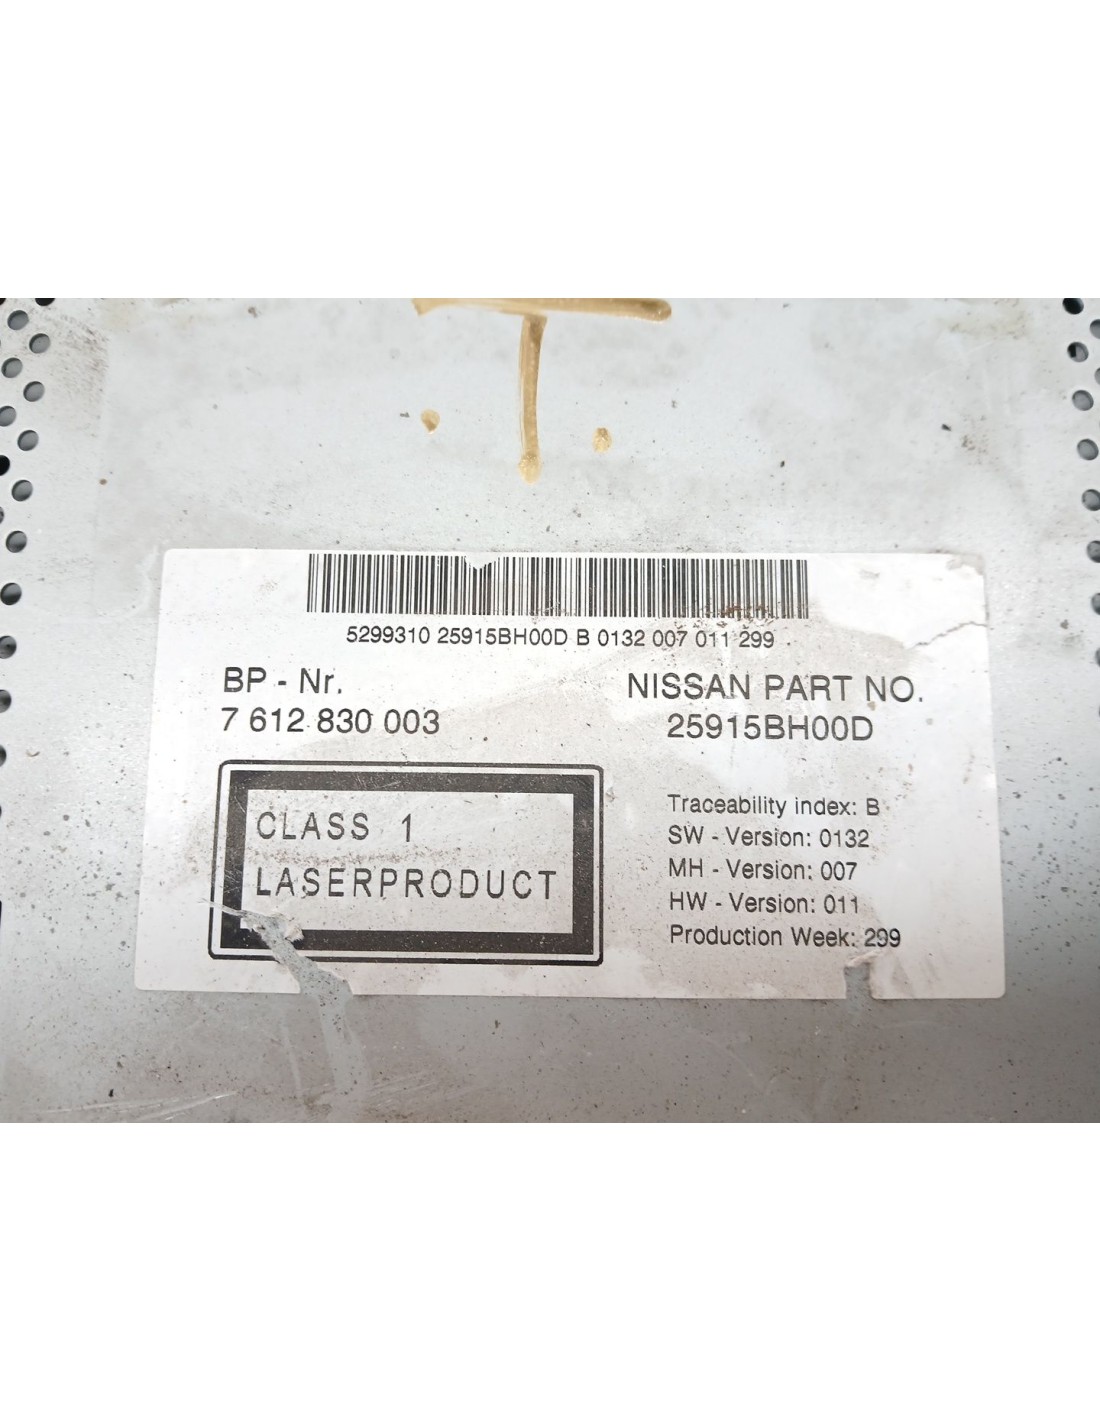 5299310 25915BH00D B 0132 007 011 299
BP - Nr.
7 612 830 003
NISSAN PART NO.
25915BH00D
CLASS 1
LASERPRODUCT
Traceability index: B
SW - Version: 0132
MH - Version: 007
HW - Version: 011
Production Week: 299